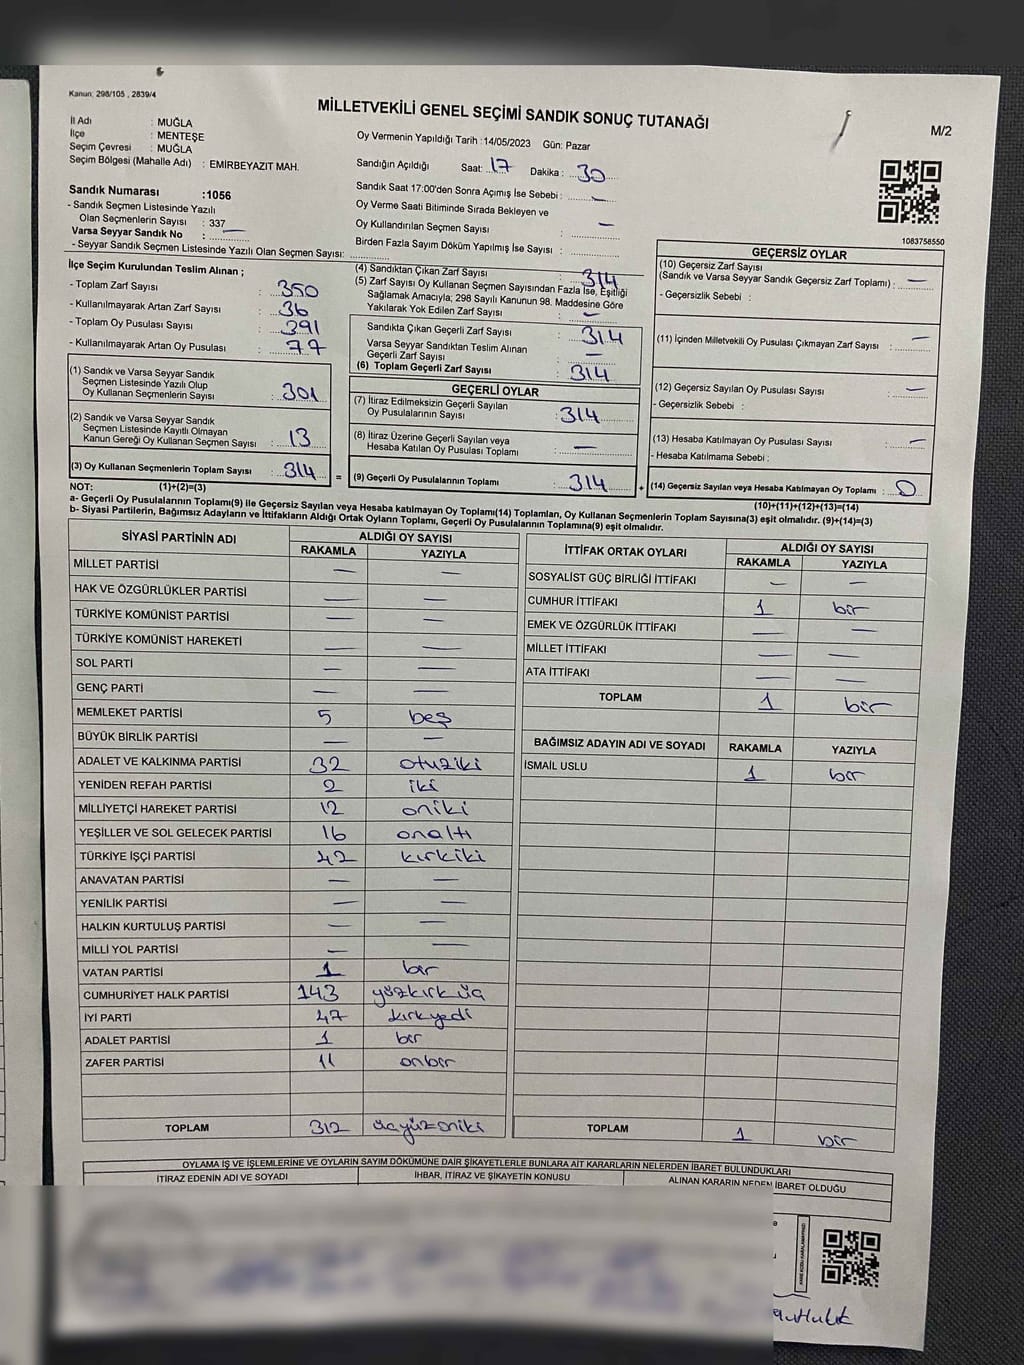 Kanun: 298/105 , 2839/4
MİLLETVEKİLİ GENEL SEÇİMİ SANDIK SONUÇ TUTANAĞI
M/2
İl Adı : MUĞLA
İlçe : MENTEŞE
Seçim Çevresi : MUĞLA
Seçim Bölgesi (Mahalle Adı) : EMİRBEYAZIT MAH.
Sandık Numarası :1056
- Sandık Seçmen Listesinde Yazılı
Olan Seçmenlerin Sayısı : 337
Varsa Seyyar Sandık No : —
- Seyyar Sandık Seçmen Listesinde Yazılı Olan Seçmen Sayısı:
Oy Vermenin Yapıldığı Tarih :14/05/2023 Gün: Pazar
Sandığın Açıldığı Saat: 17 Dakika : 30
Sandık Saat 17:00'den Sonra Açımış İse Sebebi : —
Oy Verme Saati Bitiminde Sırada Bekleyen ve
Oy Kullandırılan Seçmen Sayısı : —
Birden Fazla Sayım Döküm Yapılmış İse Sayısı :
1083758550
İlçe Seçim Kurulundan Teslim Alınan ;
- Toplam Zarf Sayısı : 350
- Kullanılmayarak Artan Zarf Sayısı : 36
- Toplam Oy Pusulası Sayısı : 391
- Kullanılmayarak Artan Oy Pusulası : 77
(1) Sandık ve Varsa Seyyar Sandık
Seçmen Listesinde Yazılı Olup
Oy Kullanan Seçmenlerin Sayısı : 301
(2) Sandık ve Varsa Seyyar Sandık
Seçmen Listesinde Kayıtlı Olmayan
Kanun Gereği Oy Kullanan Seçmen Sayısı : 13
(3) Oy Kullanan Seçmenlerin Toplam Sayısı : 314 =
(4) Sandıktan Çıkan Zarf Sayısı : 314
(5) Zarf Sayısı Oy Kullanan Seçmen Sayısından Fazla İse, Eşitliği
Sağlamak Amacıyla; 298 Sayılı Kanunun 98. Maddesine Göre
Yakılarak Yok Edilen Zarf Sayısı : —
Sandıkta Çıkan Geçerli Zarf Sayısı : 314
Varsa Seyyar Sandıktan Teslim Alınan
Geçerli Zarf Sayısı : —
(6) Toplam Geçerli Zarf Sayısı : 314
GEÇERLİ OYLAR
(7) İtiraz Edilmeksizin Geçerli Sayılan
Oy Pusulalarının Sayısı : 314
(8) İtiraz Üzerine Geçerli Sayılan veya
Hesaba Katılan Oy Pusulası Toplamı : —
(9) Geçerli Oy Pusulalarının Toplamı : 314 +
GEÇERSİZ OYLAR
(10) Geçersiz Zarf Sayısı
(Sandık ve Varsa Seyyar Sandık Geçersiz Zarf Toplamı) : —
- Geçersizlik Sebebi :
(11) İçinden Milletvekili Oy Pusulası Çıkmayan Zarf Sayısı : —
(12) Geçersiz Sayılan Oy Pusulası Sayısı : —
- Geçersizlik Sebebi :
(13) Hesaba Katılmayan Oy Pusulası Sayısı : —
- Hesaba Katılmama Sebebi :
(14) Geçersiz Sayılan veya Hesaba Katılmayan Oy Toplamı : 0
NOT: (1)+(2)=(3)
(10)+(11)+(12)+(13)=(14)
a- Geçerli Oy Pusulalarının Toplamı(9) ile Geçersiz Sayılan veya Hesaba katılmayan Oy Toplamı(14) Toplamları, Oy Kullanan Seçmenlerin Toplam Sayısına(3) eşit olmalıdır. (9)+(14)=(3)
b- Siyasi Partilerin, Bağımsız Adayların ve İttifakların Aldığı Ortak Oyların Toplamı, Geçerli Oy Pusulalarının Toplamına(9) eşit olmalıdır.
SİYASİ PARTİNİN ADI ALDIĞI OY SAYISI
RAKAMLA YAZIYLA
MİLLET PARTİSİ — —
HAK VE ÖZGÜRLÜKLER PARTİSİ — —
TÜRKİYE KOMÜNİST PARTİSİ — —
TÜRKİYE KOMÜNİST HAREKETİ — —
SOL PARTİ — —
GENÇ PARTİ — —
MEMLEKET PARTİSİ 5 beş
BÜYÜK BİRLİK PARTİSİ — —
ADALET VE KALKINMA PARTİSİ 32 otuziki
YENİDEN REFAH PARTİSİ 2 iki
MİLLİYETÇİ HAREKET PARTİSİ 12 oniki
YEŞİLLER VE SOL GELECEK PARTİSİ 16 onaltı
TÜRKİYE İŞÇİ PARTİSİ 42 kırkiki
ANAVATAN PARTİSİ — —
YENİLİK PARTİSİ — —
HALKIN KURTULUŞ PARTİSİ — —
MİLLİ YOL PARTİSİ — —
VATAN PARTİSİ 1 bir
CUMHURİYET HALK PARTİSİ 143 yüzkırküç
İYİ PARTİ 47 kırkyedi
ADALET PARTİSİ 1 bir
ZAFER PARTİSİ 11 onbir
TOPLAM 312 üçyüzoniki
İTTİFAK ORTAK OYLARI ALDIĞI OY SAYISI
RAKAMLA YAZIYLA
SOSYALİST GÜÇ BİRLİĞİ İTTİFAKI — —
CUMHUR İTTİFAKI 1 bir
EMEK VE ÖZGÜRLÜK İTTİFAKI — —
MİLLET İTTİFAKI — —
ATA İTTİFAKI — —
TOPLAM 1 bir
BAĞIMSIZ ADAYIN ADI VE SOYADI RAKAMLA YAZIYLA
İSMAİL USLU 1 bir
TOPLAM 1 bir
OYLAMA İŞ VE İŞLEMLERİNE VE OYLARIN SAYIM DÖKÜMÜNE DAİR ŞİKAYETLERLE BUNLARA AİT KARARLARIN NELERDEN İBARET BULUNDUKLARI
İTİRAZ EDENİN ADI VE SOYADI İHBAR, İTİRAZ VE ŞİKAYETİN KONUSU ALINAN KARARIN NEDEN İBARET OLDUĞU